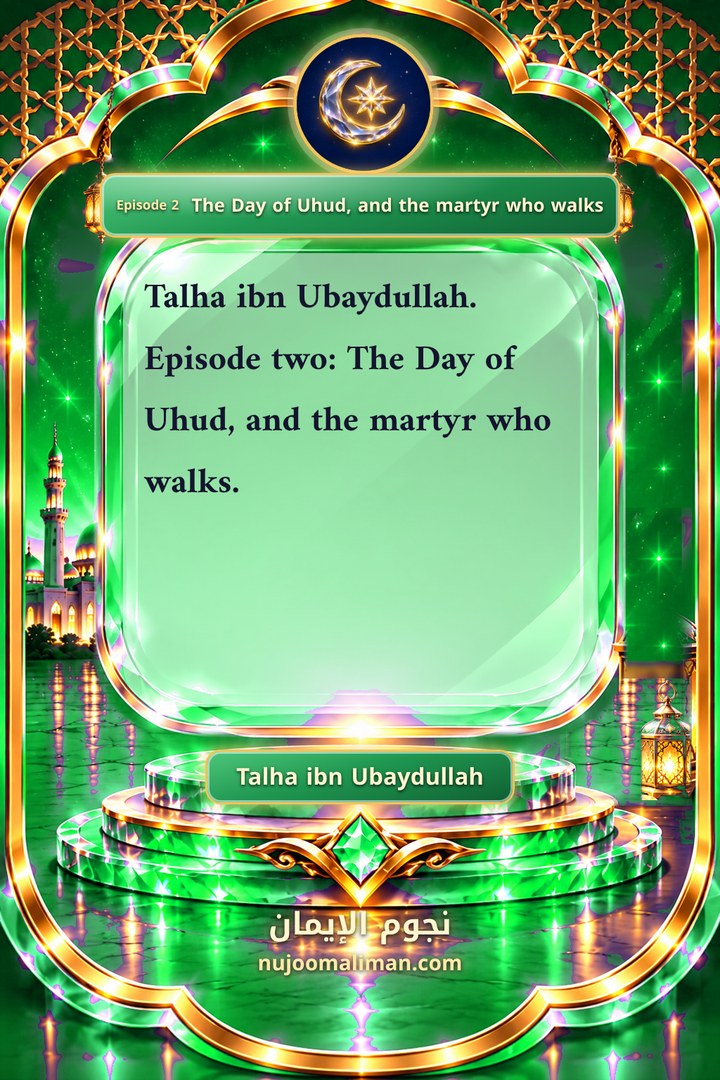 Episode 2 The Day of Uhud, and the martyr who walks
Talha ibn Ubaydullah.
Episode two: The Day of
Uhud, and the martyr who
walks.
Talha ibn Ubaydullah
نجوم الإيمان
nujoomaliman.com